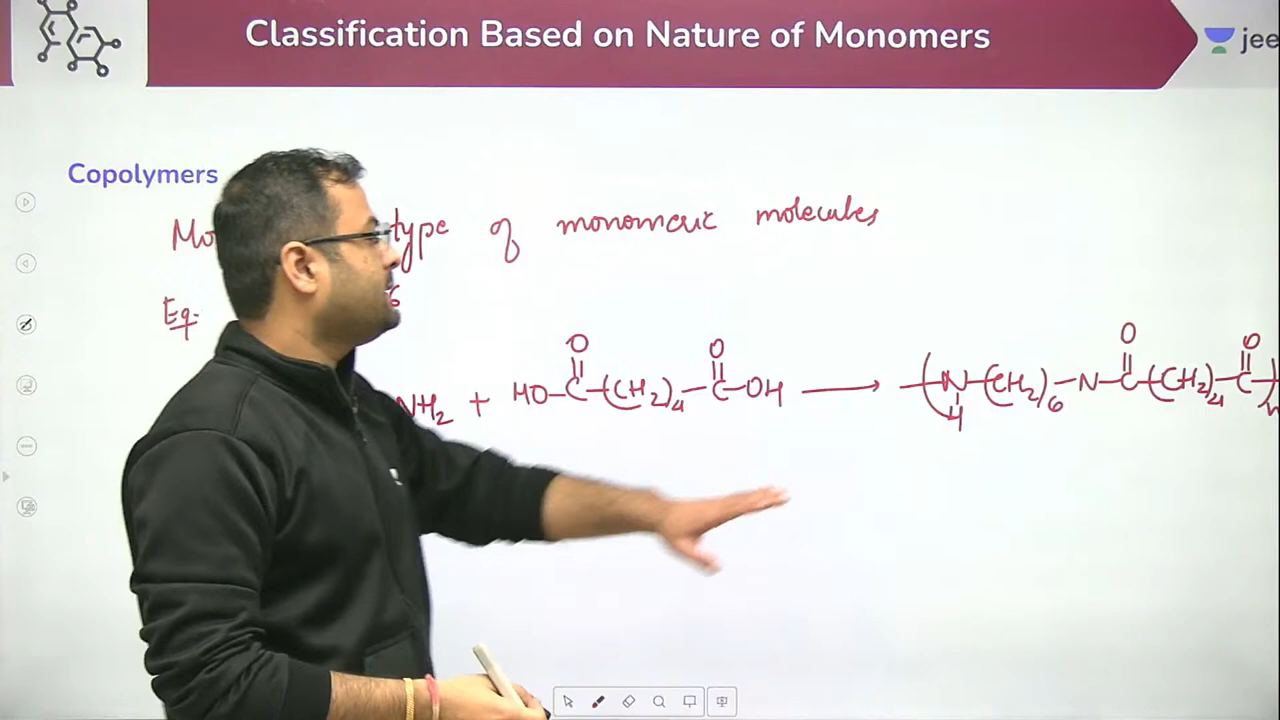 Classification Based on Nature of Monomers
jee
Copolymers
type of monomeric molecules
Eg.
6
O O O O
NH₂ + HO-C-(CH₂)₄-C-OH → (N-(CH₂)₆-N-C-(CH₂)₄-C)
H